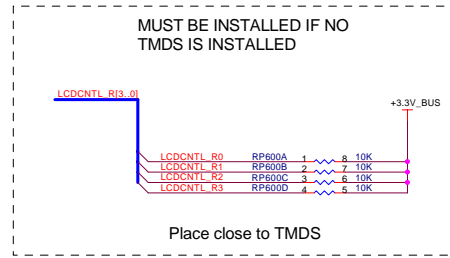 MUST BE INSTALLED IF NO
TMDS IS INSTALLED
LCDCNTL_R[3..0]
+3.3V_BUS
LCDCNTL_R0 RP600A 1 8 10K
LCDCNTL_R1 RP600B 2 7 10K
LCDCNTL_R2 RP600C 3 6 10K
LCDCNTL_R3 RP600D 4 5 10K
Place close to TMDS